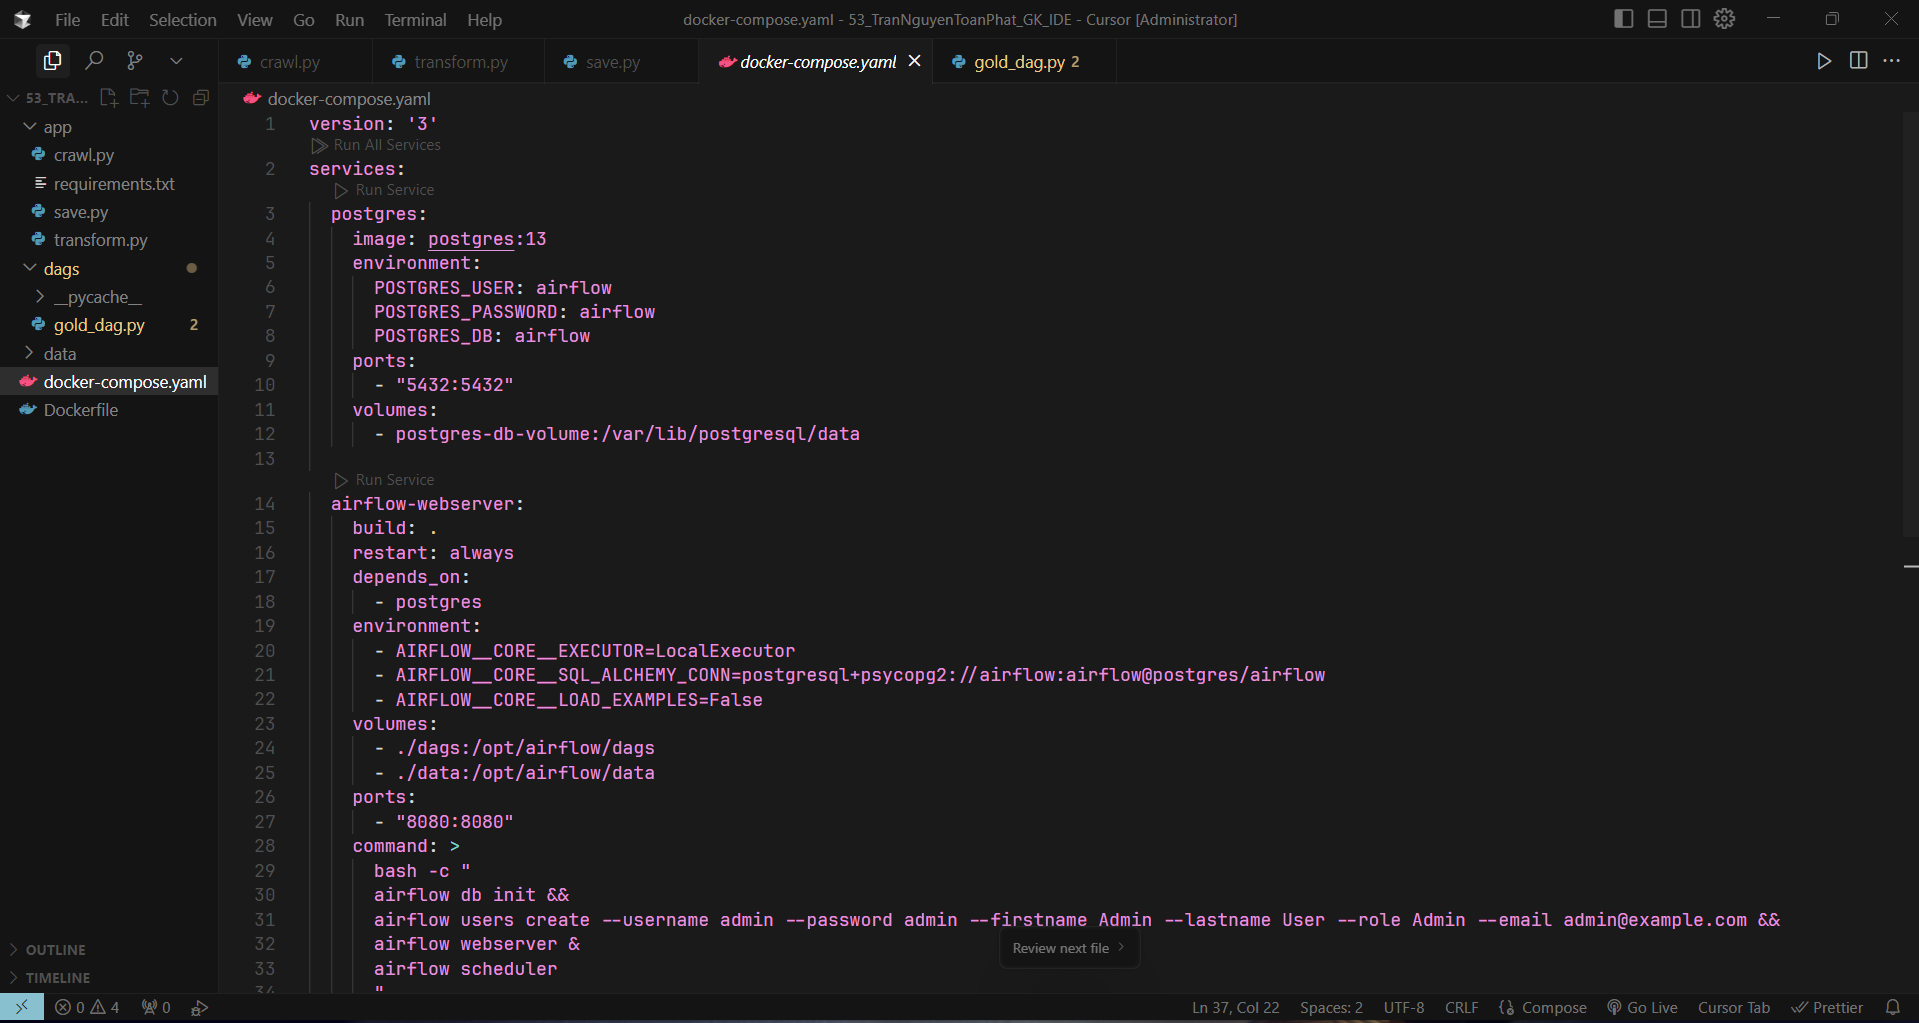 File Edit Selection View Go Run Terminal Help
docker-compose.yaml - 53_TranNguyenToanPhat_GK_IDE - Cursor [Administrator]
crawl.py
transform.py
save.py
docker-compose.yaml
gold_dag.py 2
53_TRA...
app
crawl.py
requirements.txt
save.py
transform.py
dags
__pycache__
gold_dag.py 2
data
docker-compose.yaml
Dockerfile
OUTLINE
TIMELINE
docker-compose.yaml
1 version: '3'
Run All Services
2 services:
Run Service
3 postgres:
4 image: postgres:13
5 environment:
6 POSTGRES_USER: airflow
7 POSTGRES_PASSWORD: airflow
8 POSTGRES_DB: airflow
9 ports:
10 - "5432:5432"
11 volumes:
12 - postgres-db-volume:/var/lib/postgresql/data
13
Run Service
14 airflow-webserver:
15 build: .
16 restart: always
17 depends_on:
18 - postgres
19 environment:
20 - AIRFLOW__CORE__EXECUTOR=LocalExecutor
21 - AIRFLOW__CORE__SQL_ALCHEMY_CONN=postgresql+psycopg2://airflow:airflow@postgres/airflow
22 - AIRFLOW__CORE__LOAD_EXAMPLES=False
23 volumes:
24 - ./dags:/opt/airflow/dags
25 - ./data:/opt/airflow/data
26 ports:
27 - "8080:8080"
28 command: >
29 bash -c "
30 airflow db init &&
31 airflow users create --username admin --password admin --firstname Admin --lastname User --role Admin --email admin@example.com &&
32 airflow webserver &
33 airflow scheduler
34 "
Review next file
0 4 0
Ln 37, Col 22 Spaces: 2 UTF-8 CRLF Compose Go Live Cursor Tab Prettier